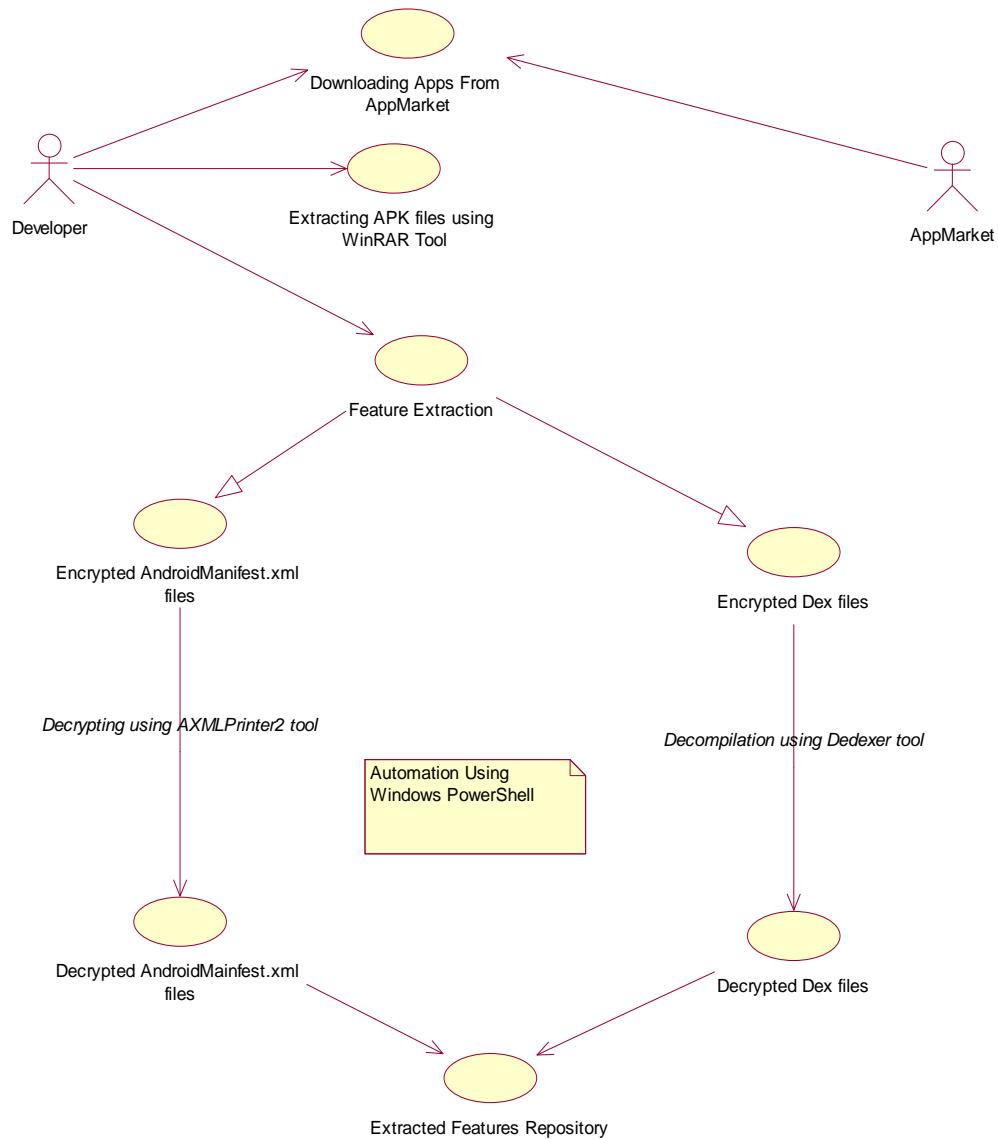 Downloading Apps From
AppMarket
Developer
Extracting APK files using
WinRAR Tool
AppMarket
Feature Extraction
Encrypted AndroidManifest.xml
files
Encrypted Dex files
Decrypting using AXMLPrinter2 tool
Decompilation using Dedexer tool
Automation Using
Windows PowerShell
Decrypted AndroidMainfest.xml
files
Decrypted Dex files
Extracted Features Repository